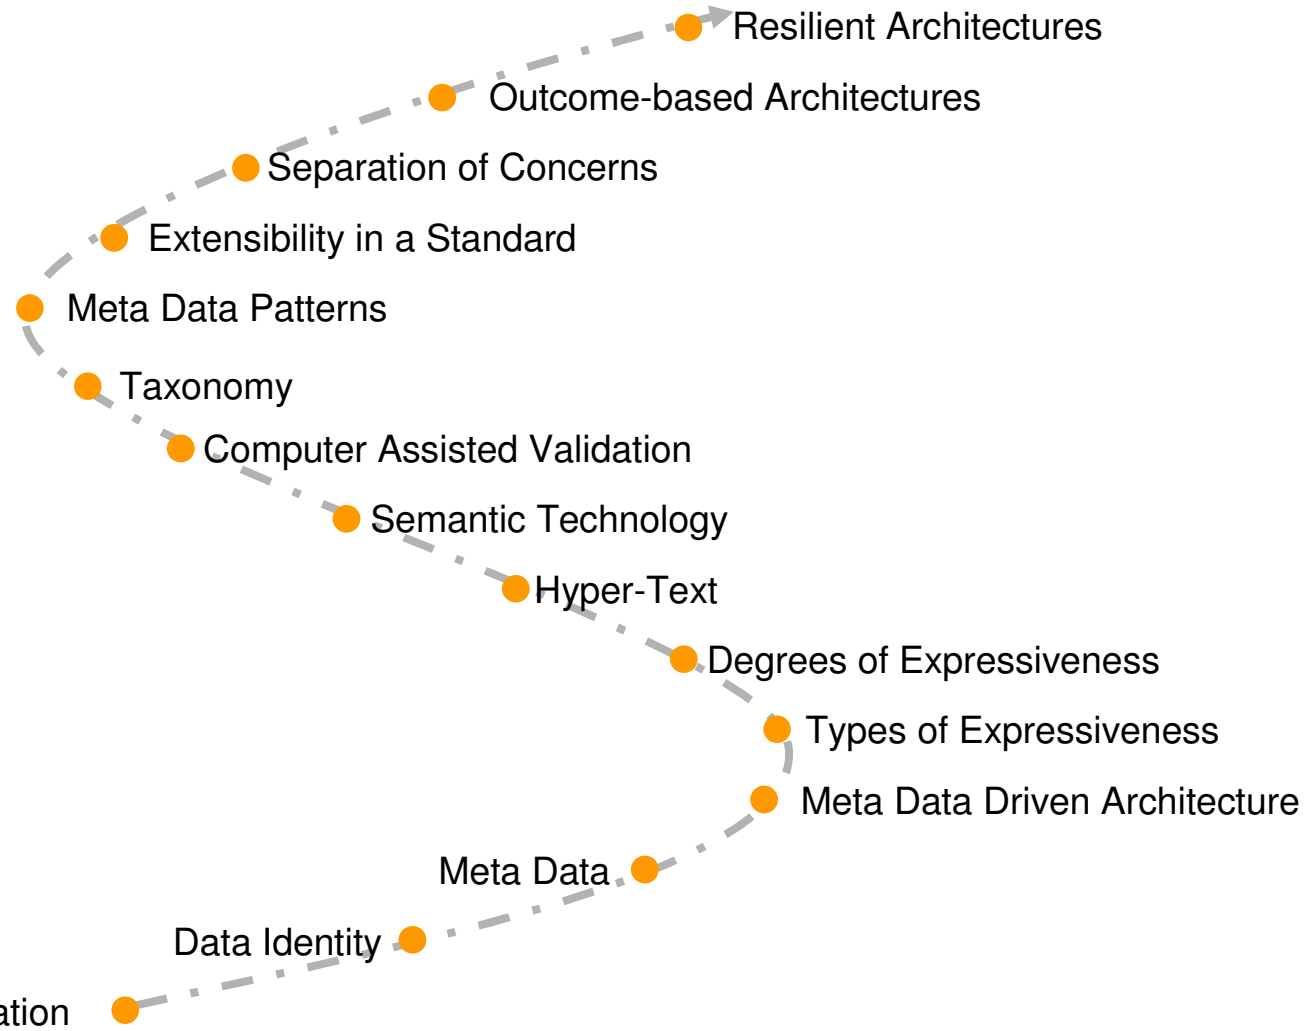 Resilient Architectures
Outcome-based Architectures
Separation of Concerns
Extensibility in a Standard
Meta Data Patterns
Taxonomy
Computer Assisted Validation
Semantic Technology
Hyper-Text
Degrees of Expressiveness
Types of Expressiveness
Meta Data Driven Architecture
Meta Data
Data Identity